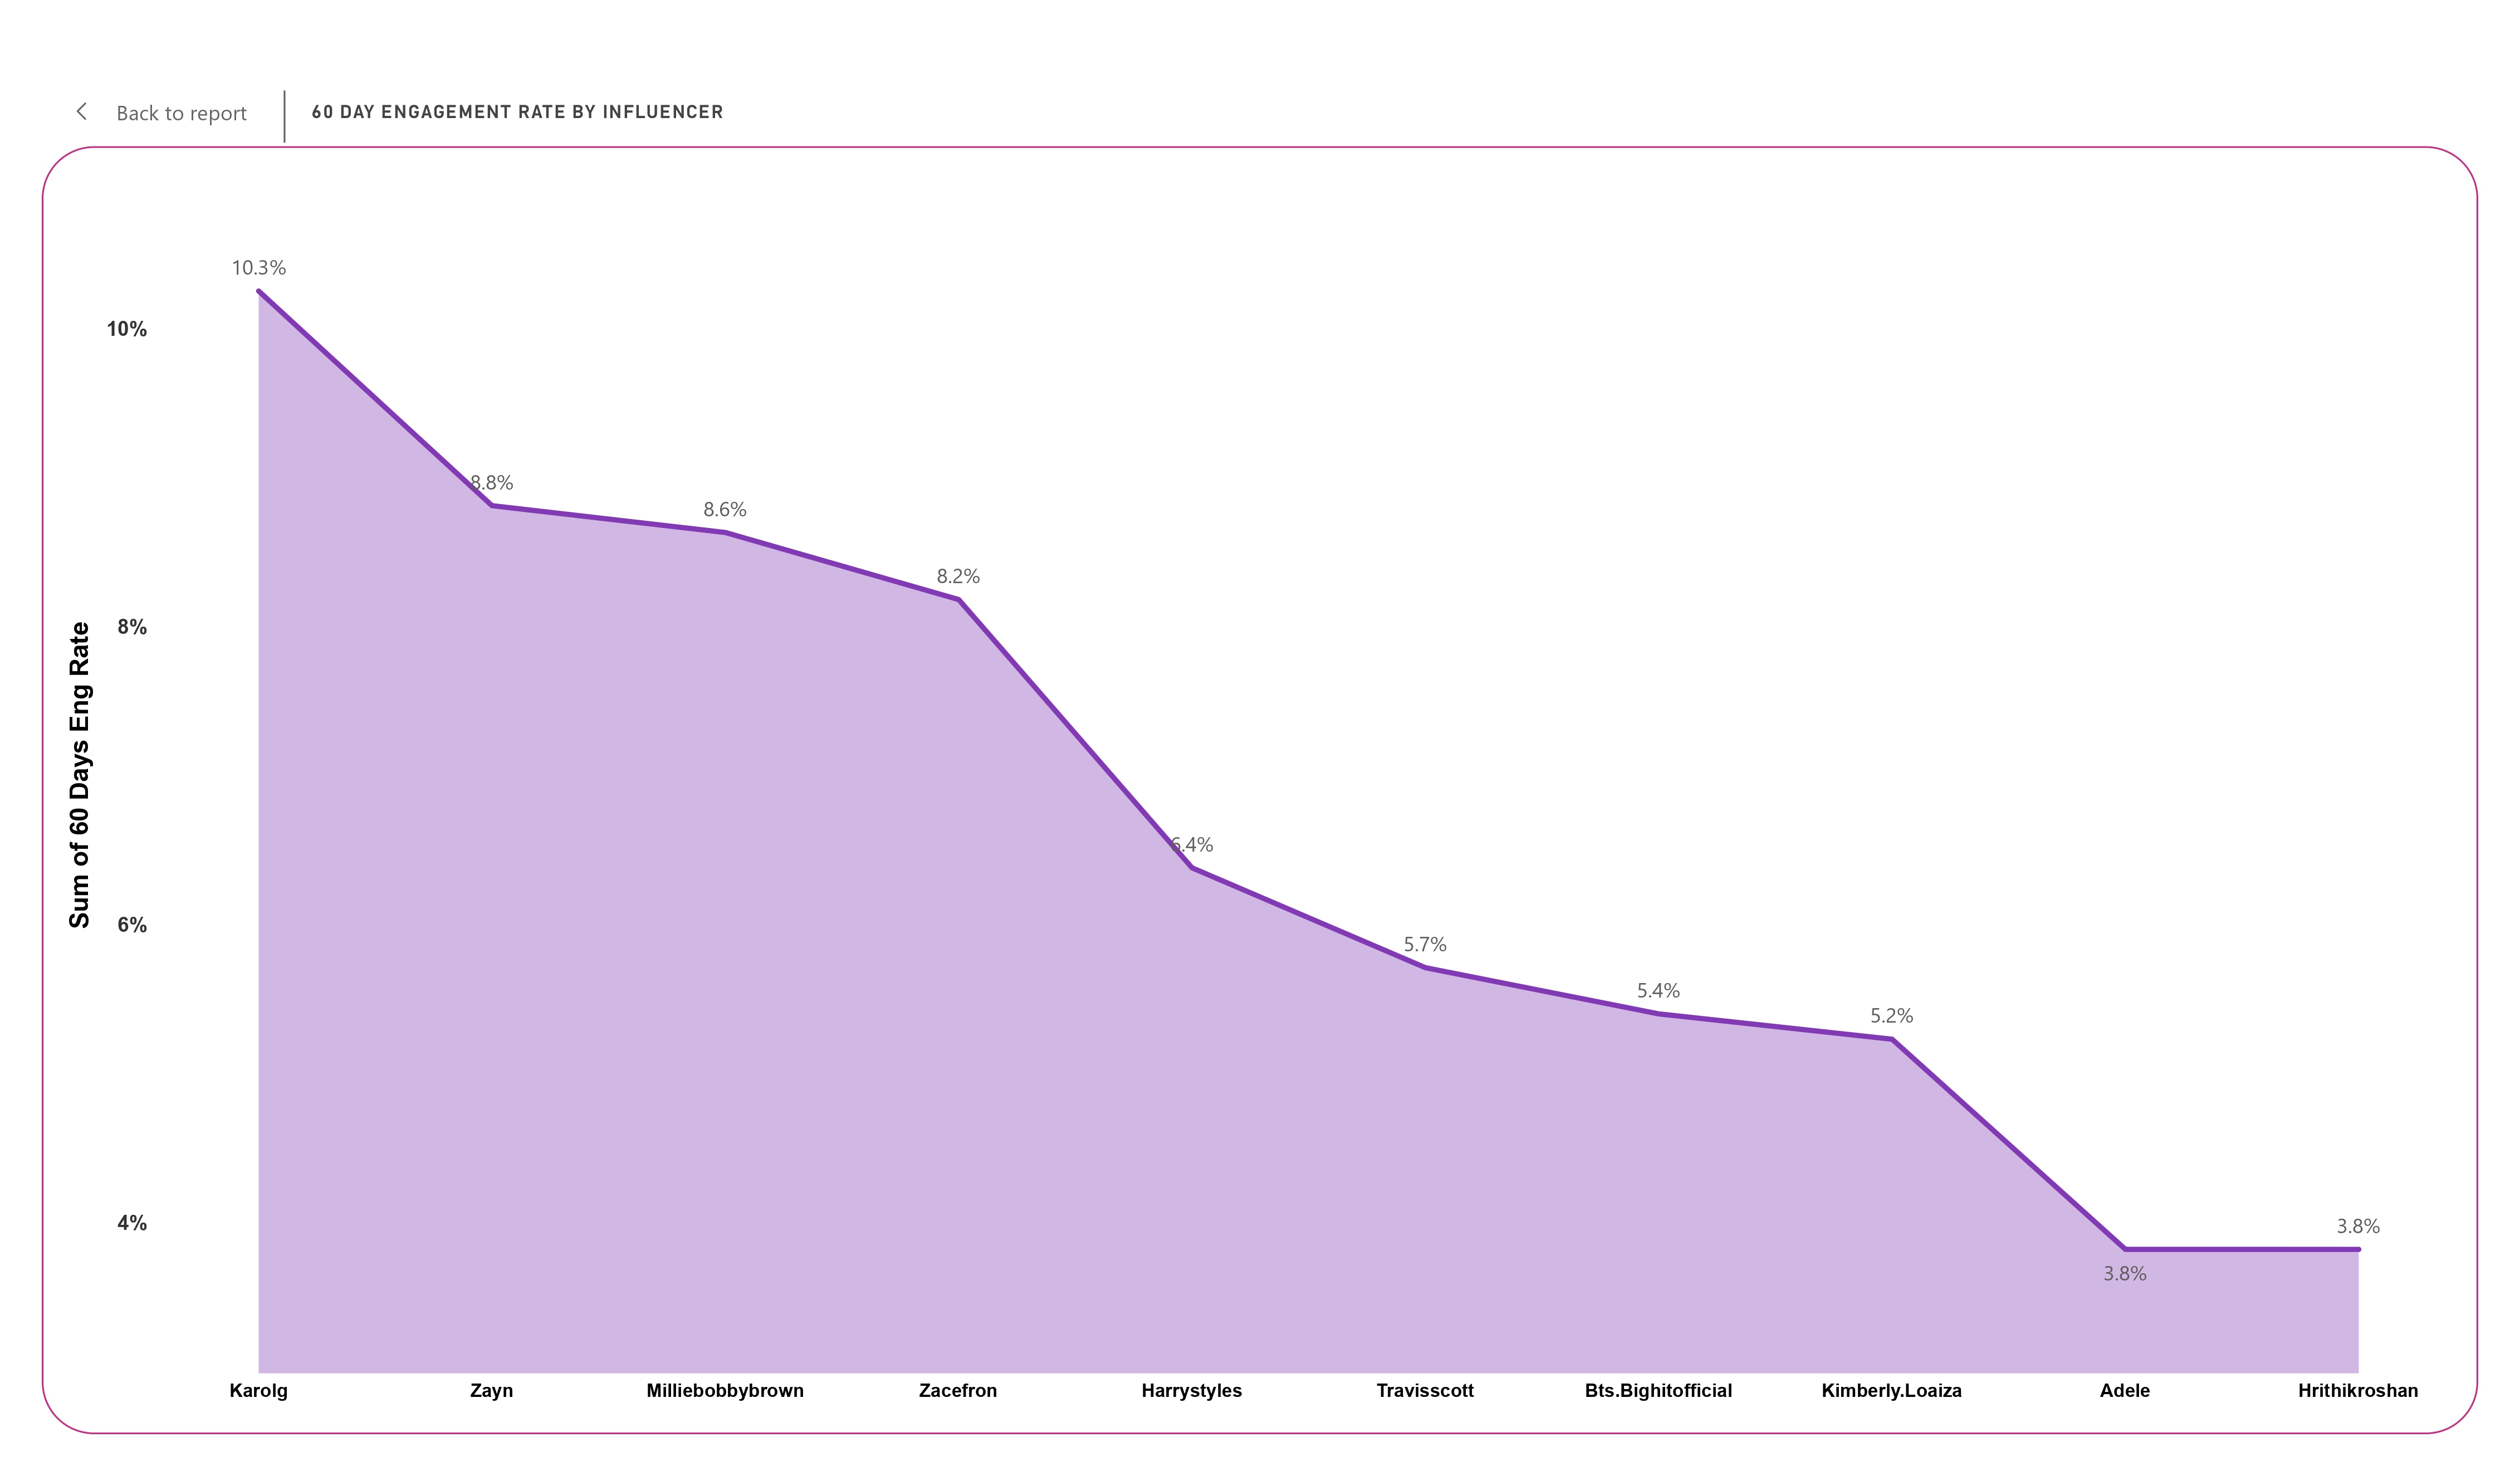 Back to report
60 DAY ENGAGEMENT RATE BY INFLUENCER
Sum of 60 Days Eng Rate
10%
8%
6%
4%
10.3%
8.8%
8.6%
8.2%
6.4%
5.7%
5.4%
5.2%
3.8%
3.8%
Karolg
Zayn
Milliebobbybrown
Zacefron
Harrystyles
Travisscott
Bts.Bighitofficial
Kimberly.Loaiza
Adele
Hrithikroshan